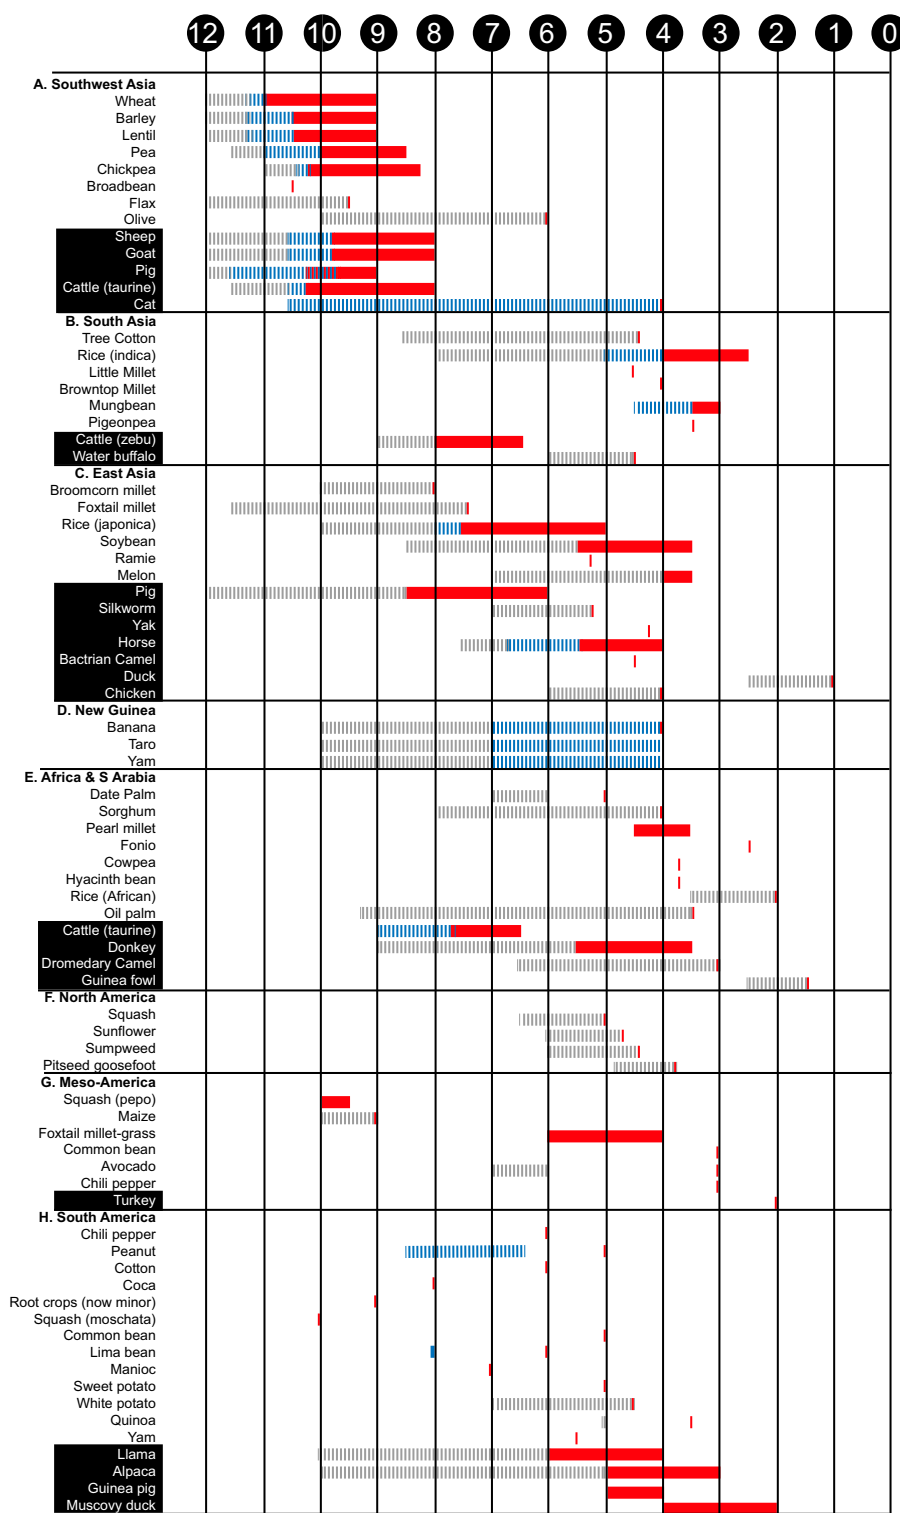 12 11 10 9 8 7 6 5 4 3 2 1 0
A. Southwest Asia
Wheat
Barley
Lentil
Pea
Chickpea
Broadbean
Flax
Olive
Sheep
Goat
Pig
Cattle (taurine)
Cat
B. South Asia
Tree Cotton
Rice (indica)
Little Millet
Browntop Millet
Mungbean
Pigeonpea
Cattle (zebu)
Water buffalo
C. East Asia
Broomcorn millet
Foxtail millet
Rice (japonica)
Soybean
Ramie
Melon
Pig
Silkworm
Yak
Horse
Bactrian Camel
Duck
Chicken
D. New Guinea
Banana
Taro
Yam
E. Africa & S Arabia
Date Palm
Sorghum
Pearl millet
Fonio
Cowpea
Hyacinth bean
Rice (African)
Oil palm
Cattle (taurine)
Donkey
Dromedary Camel
Guinea fowl
F. North America
Squash
Sunflower
Sumpweed
Pitseed goosefoot
G. Meso-America
Squash (pepo)
Maize
Foxtail millet-grass
Common bean
Avocado
Chili pepper
Turkey
H. South America
Chili pepper
Peanut
Cotton
Coca
Root crops (now minor)
Squash (moschata)
Common bean
Lima bean
Manioc
Sweet potato
White potato
Quinoa
Yam
Llama
Alpaca
Guinea pig
Muscovy duck